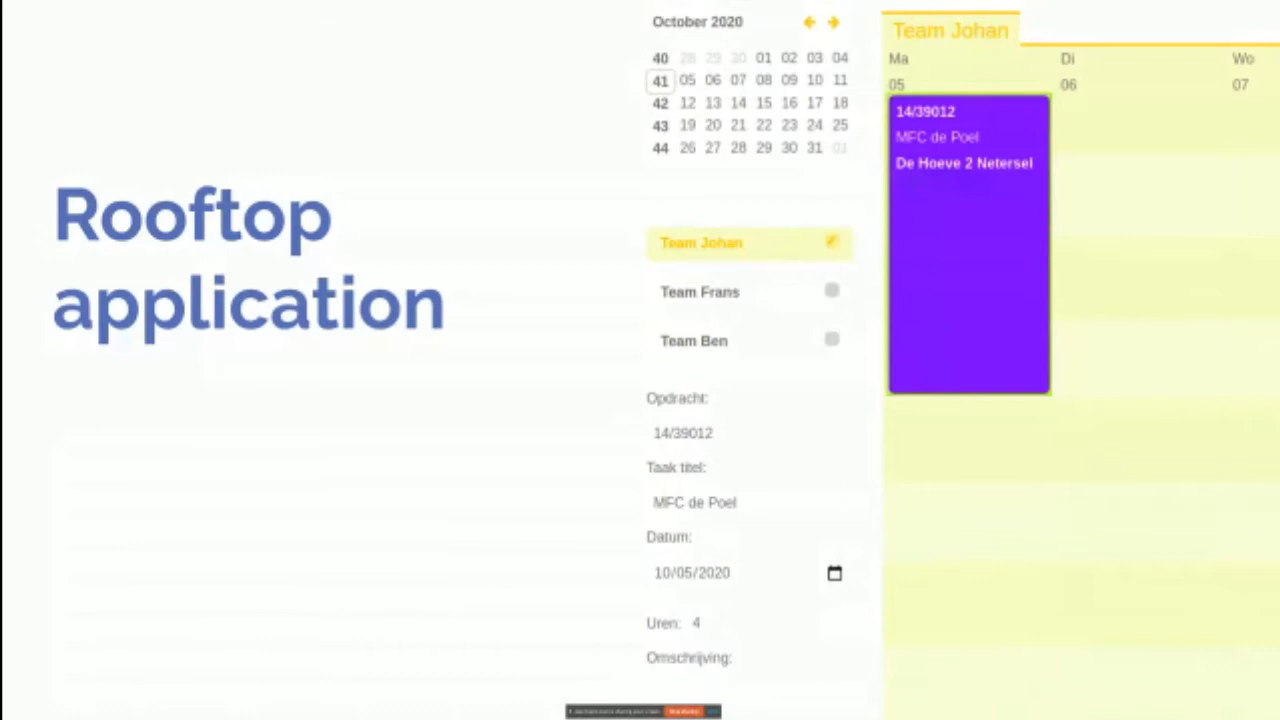 Rooftop
application
October 2020
40 28 29 30 01 02 03 04
41 05 06 07 08 09 10 11
42 12 13 14 15 16 17 18
43 19 20 21 22 23 24 25
44 26 27 28 29 30 31 01
Team Johan
Team Frans
Team Ben
Opdracht:
14/39012
Taak titel:
MFC de Poel
Datum:
10/05/2020
Uren: 4
Omschrijving:
Team Johan
Ma Di Wo
05 06 07
14/39012
MFC de Poel
De Hoeve 2 Netersel